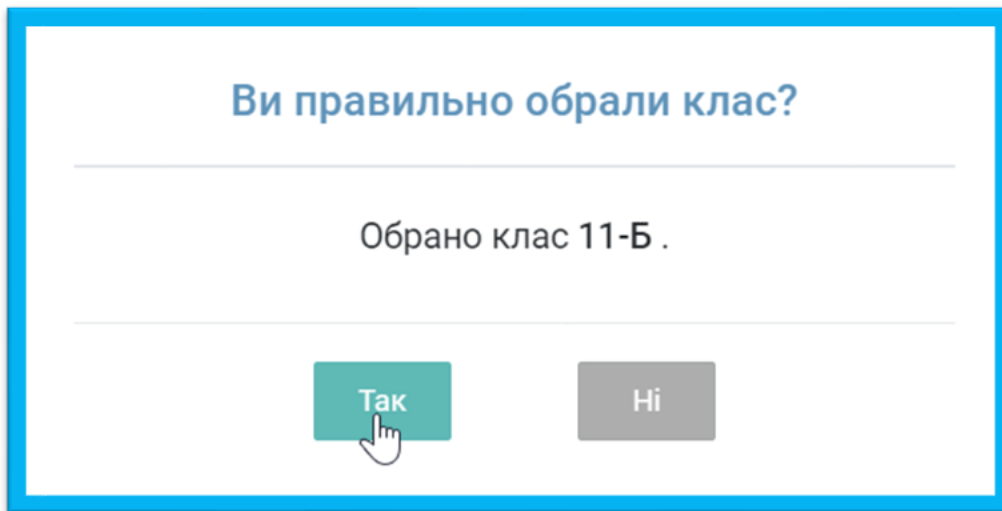 Ви правильно обрали клас?
Обрано клас 11-Б .
Так
Ні